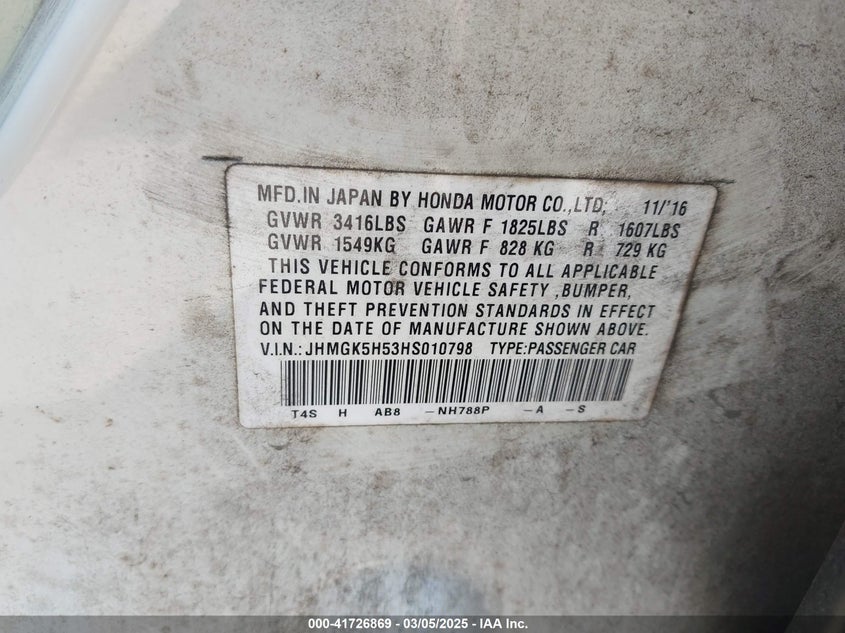 MFD.IN JAPAN BY HONDA MOTOR CO.,LTD, 11/'16
GVWR 3416LBS GAWR F 1825LBS R 1607LBS
GVWR 1549KG GAWR F 828 KG R 729 KG
THIS VEHICLE CONFORMS TO ALL APPLICABLE
FEDERAL MOTOR VEHICLE SAFETY ,BUMPER,
AND THEFT PREVENTION STANDARDS IN EFFECT
ON THE DATE OF MANUFACTURE SHOWN ABOVE.
V.I.N.:JHMGK5H53HS010798 TYPE:PASSENGER CAR
T4S H AB8 -NH788P -A -S
000-41726869 - 03/05/2025 - IAA Inc.